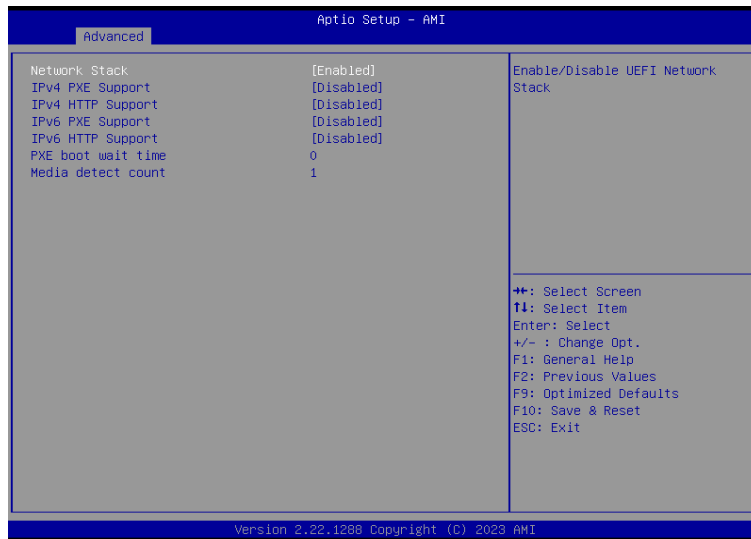 Aptio Setup – AMI
Advanced
Network Stack [Enabled]
IPv4 PXE Support [Disabled]
IPv4 HTTP Support [Disabled]
IPv6 PXE Support [Disabled]
IPv6 HTTP Support [Disabled]
PXE boot wait time 0
Media detect count 1
Enable/Disable UEFI Network
Stack
→←: Select Screen
↑↓: Select Item
Enter: Select
+/- : Change Opt.
F1: General Help
F2: Previous Values
F9: Optimized Defaults
F10: Save & Reset
ESC: Exit
Version 2.22.1288 Copyright (C) 2023 AMI